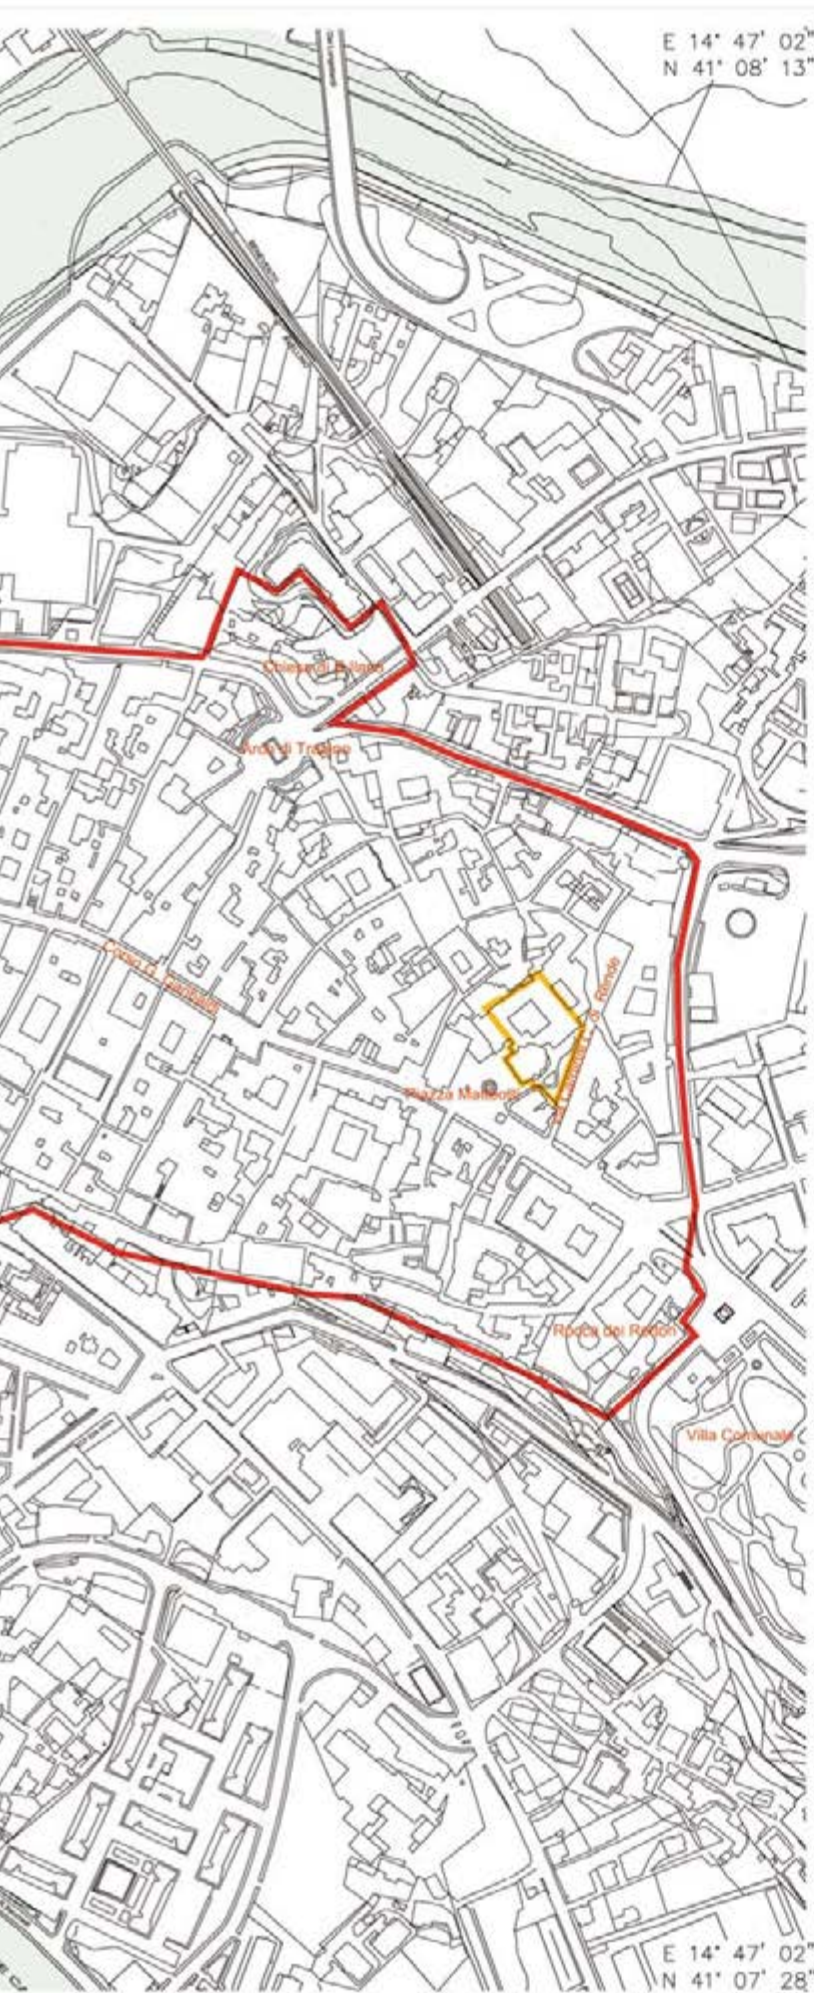 E 14° 47' 02"
N 41° 08' 13"
Chiesa di S.Ilario
Arco di Traiano
Corso G. Garibaldi
Piazza Matteotti
S. Rende
Rocca dei Rettori
Villa Comunale
E 14° 47' 02"
N 41° 07' 28"